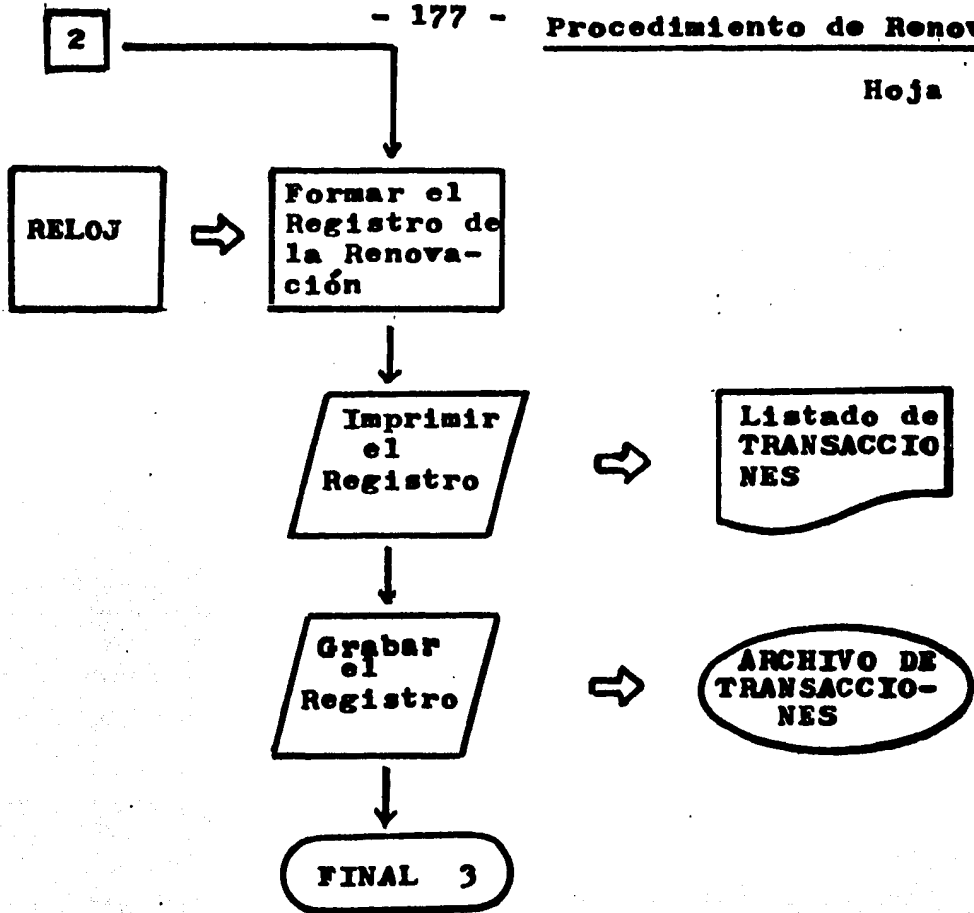 - 177 -
Procedimiento de Renov
Hoja
2
RELOJ
Formar el
Registro de
la Renova-
ción
Imprimir
el
Registro
Listado de
TRANSACCIO
NES
Grabar
el
Registro
ARCHIVO DE
TRANSACCIO-
NES
FINAL 3